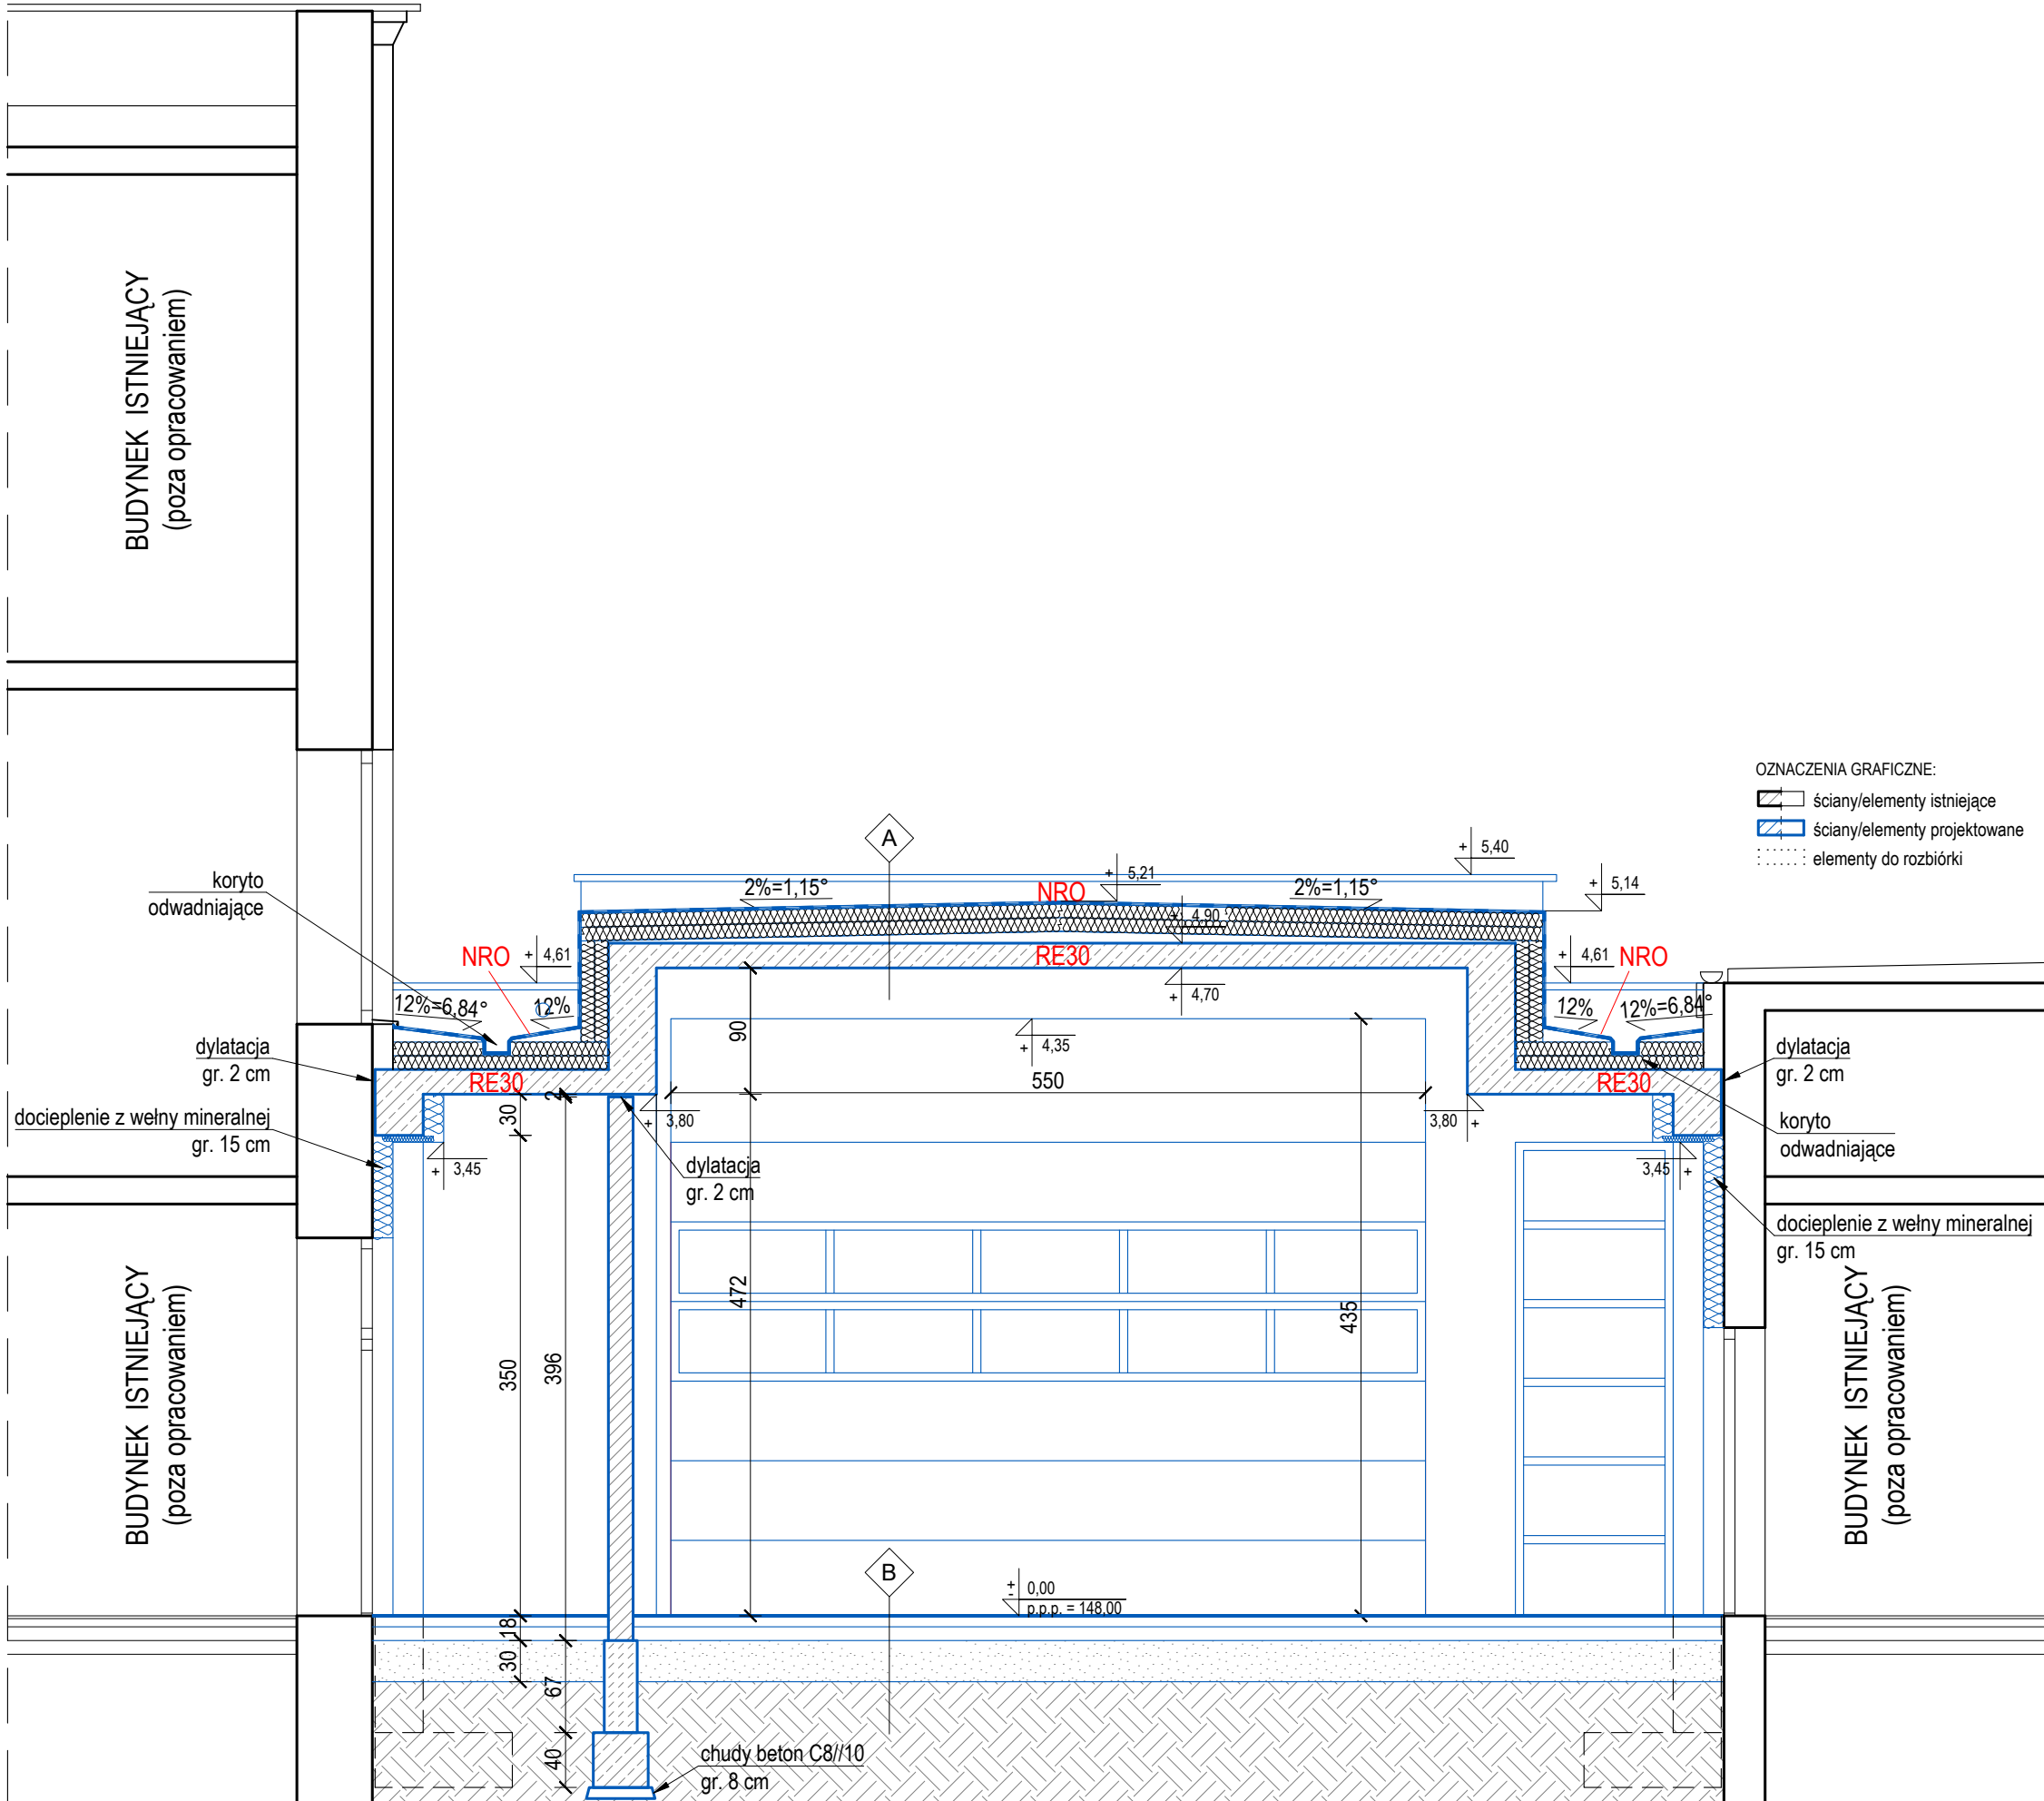 BUDYNEK ISTNIEJĄCY
(poza opracowaniem)
OZNACZENIA GRAFICZNE:
ściany/elementy istniejące
ściany/elementy projektowane
elementy do rozbiórki
A
+ 5,40
+ 5,21
+ 5,14
2%=1,15°
NRO
2%=1,15°
koryto
odwadniające
+ 4,90
NRO
+ 4,61
RE30
+ 4,61
NRO
+ 4,70
12%=6,84°
12%
12%
12%=6,84°
90
+ 4,35
dylatacja
gr. 2 cm
dylatacja
gr. 2 cm
RE30
550
RE30
2
30
+ 3,80
3,80 +
docieplenie z wełny mineralnej
gr. 15 cm
koryto
odwadniające
+ 3,45
3,45 +
dylatacja
gr. 2 cm
docieplenie z wełny mineralnej
gr. 15 cm
472
435
350
396
BUDYNEK ISTNIEJĄCY
(poza opracowaniem)
BUDYNEK ISTNIEJĄCY
(poza opracowaniem)
B
+
- 0,00
p.p.p. = 148,00
18
30
67
40
chudy beton C8//10
gr. 8 cm